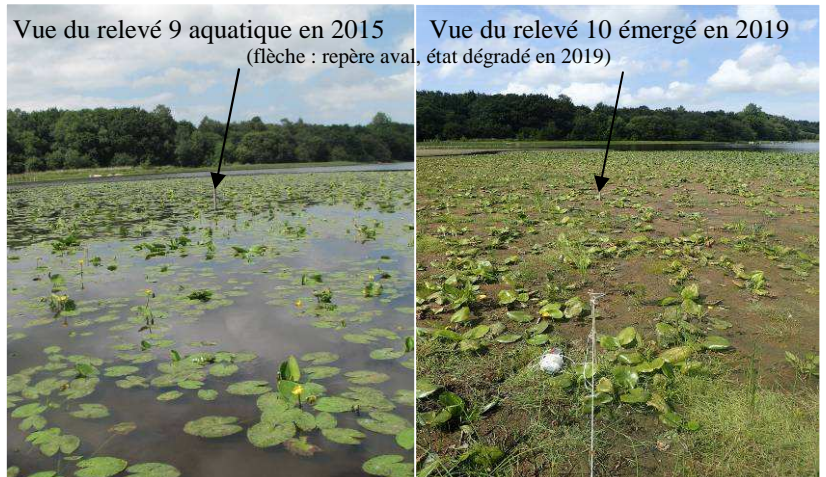 Vue du relevé 9 aquatique en 2015
Vue du relevé 10 émergé en 2019
(flèche : repère aval, état dégradé en 2019)